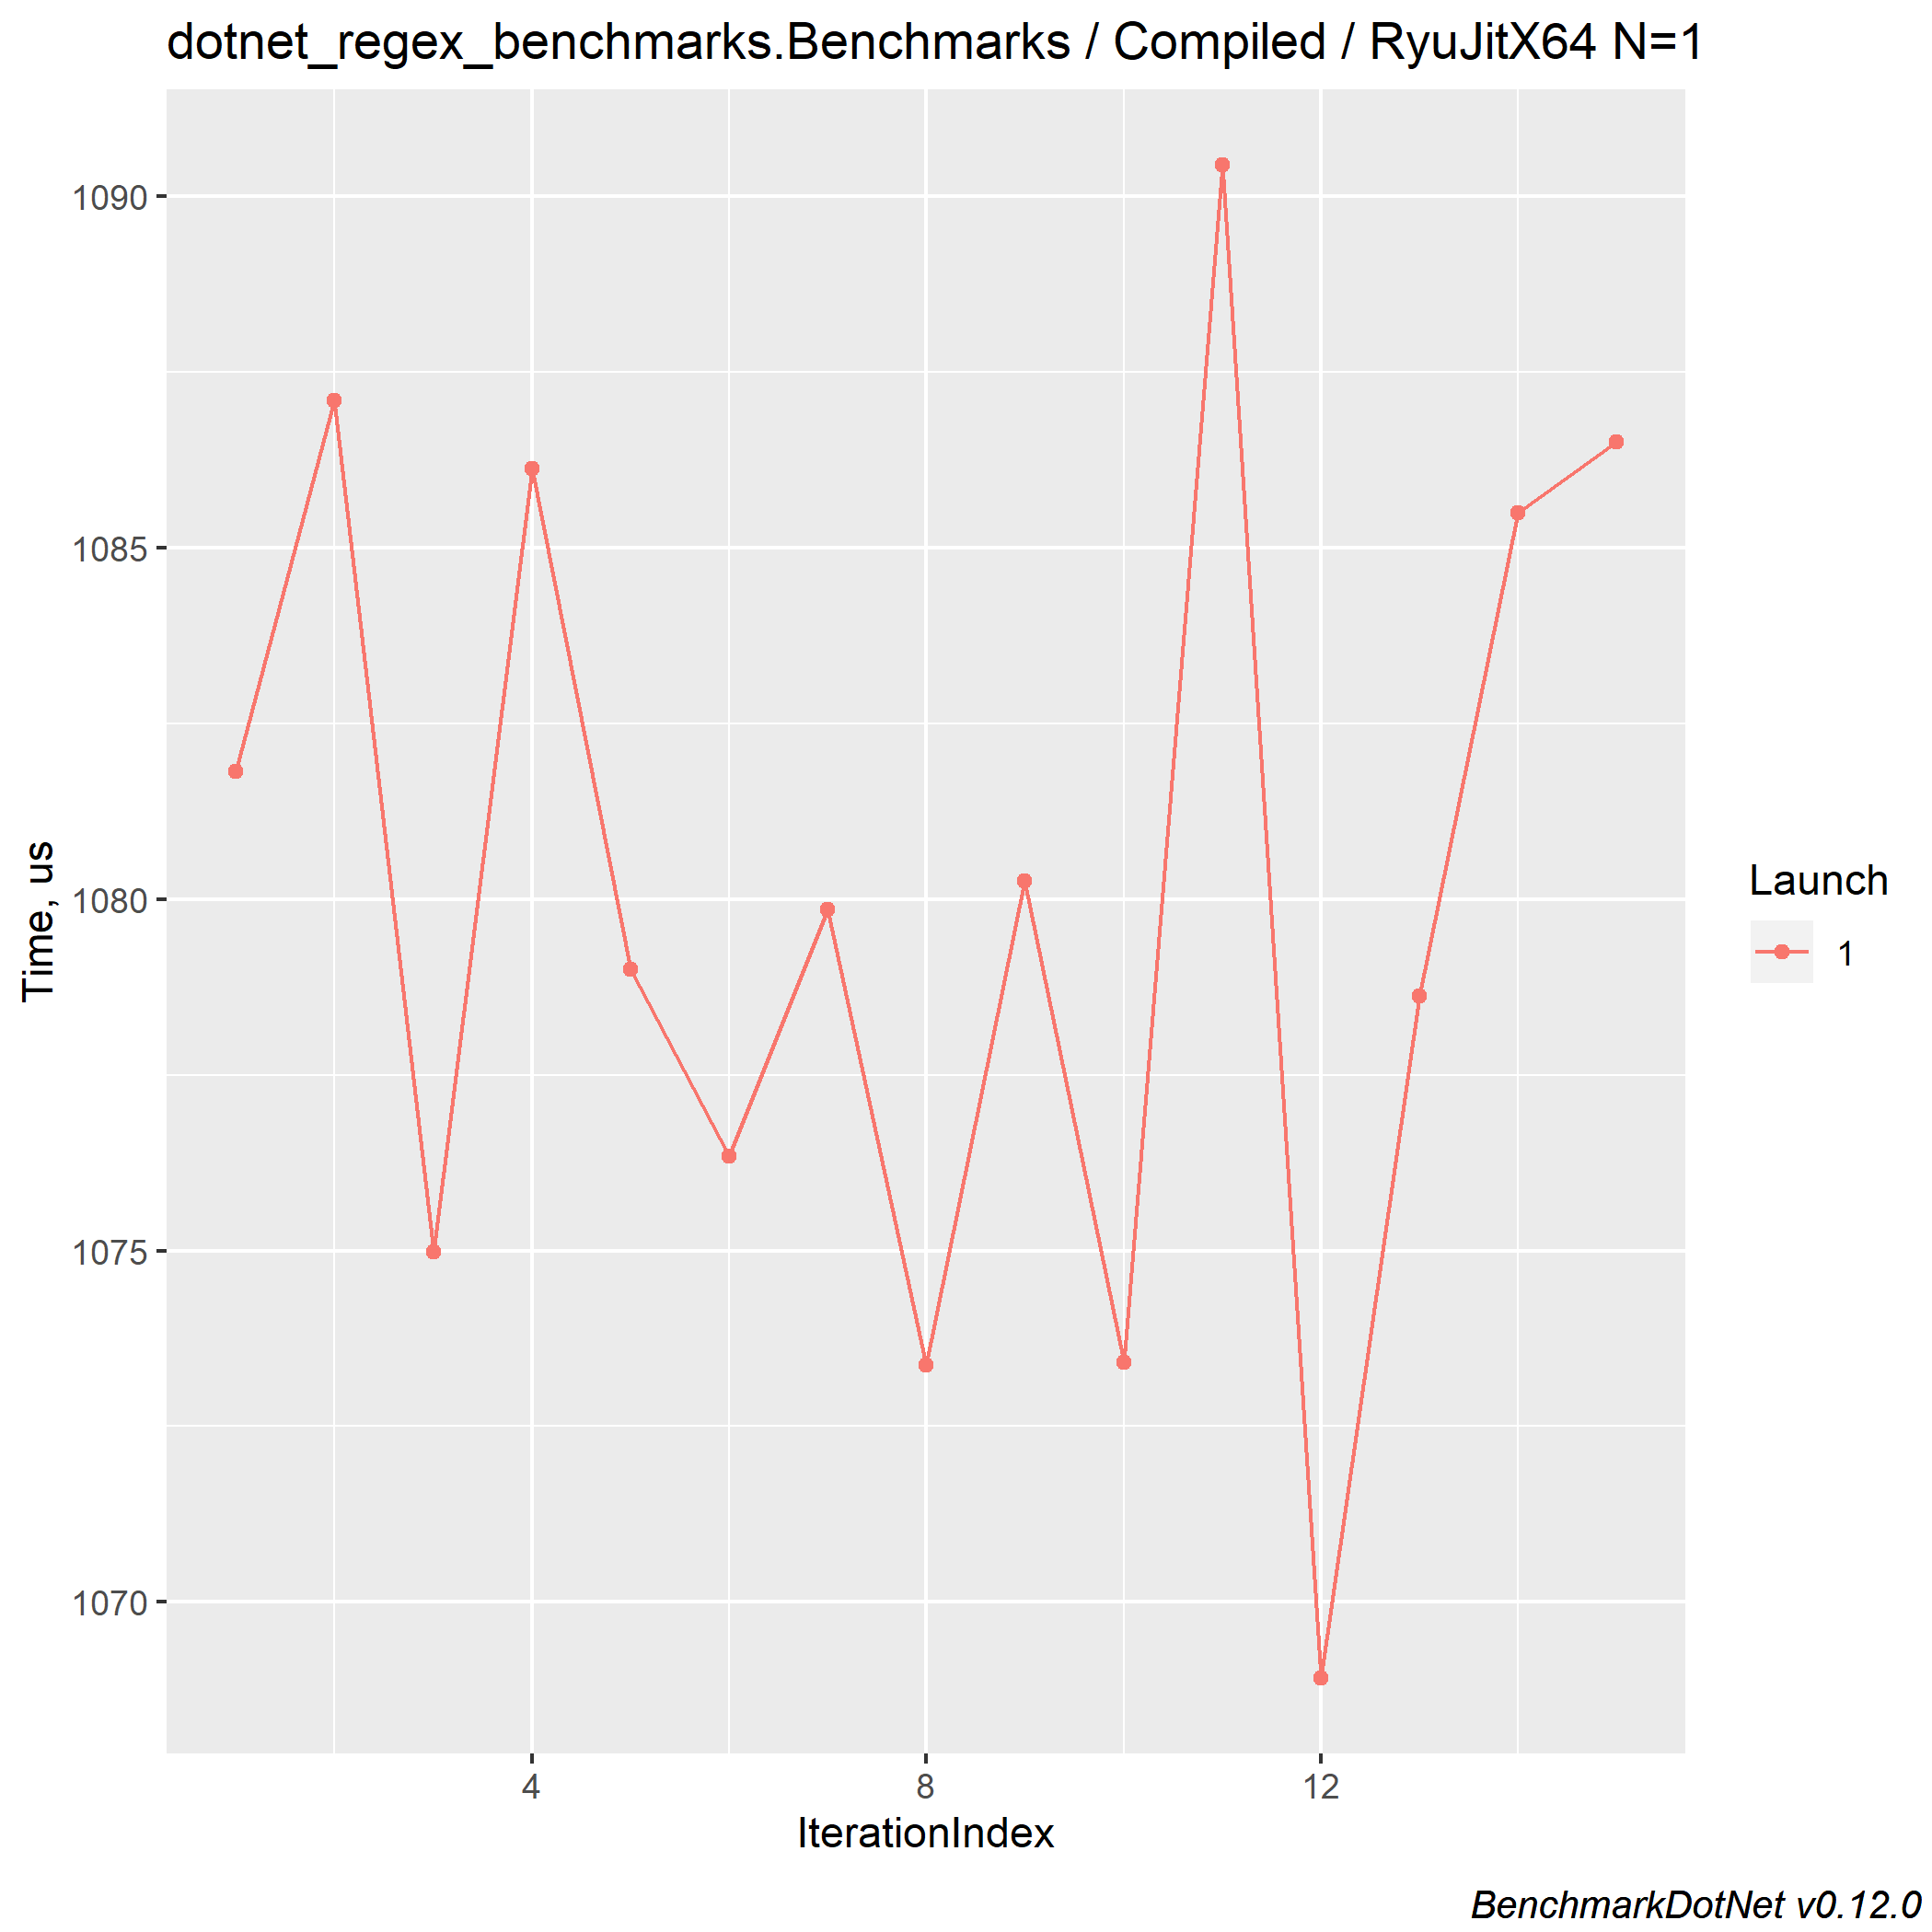 dotnet_regex_benchmarks.Benchmarks / Compiled / RyuJitX64 N=1
1090
1085
1080
1075
1070
Time, us
4 8 12
IterationIndex
Launch
1
BenchmarkDotNet v0.12.0